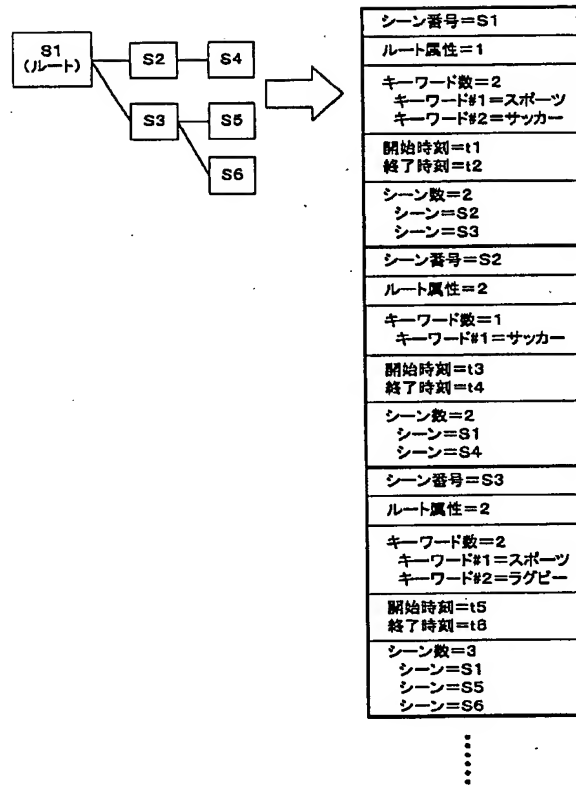 S1
(ルート)
S2
S4
S3
S5
S6
シーン番号=S1
ルート属性=1
キーワード数=2
キーワード#1=スポーツ
キーワード#2=サッカー
開始時刻=t1
終了時刻=t2
シーン数=2
シーン=S2
シーン=S3
シーン番号=S2
ルート属性=2
キーワード数=1
キーワード#1=サッカー
開始時刻=t3
終了時刻=t4
シーン数=2
シーン=S1
シーン=S4
シーン番号=S3
ルート属性=2
キーワード数=2
キーワード#1=スポーツ
キーワード#2=ラグビー
開始時刻=t5
終了時刻=t6
シーン数=3
シーン=S1
シーン=S5
シーン=S6